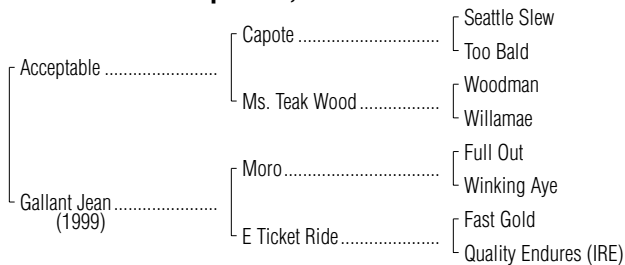 Seattle Slew
Capote
Too Bald
Acceptable
Woodman
Ms. Teak Wood
Willamae
Full Out
Moro
Winking Aye
Gallant Jean
(1999)
Fast Gold
E Ticket Ride
Quality Endures (IRE)